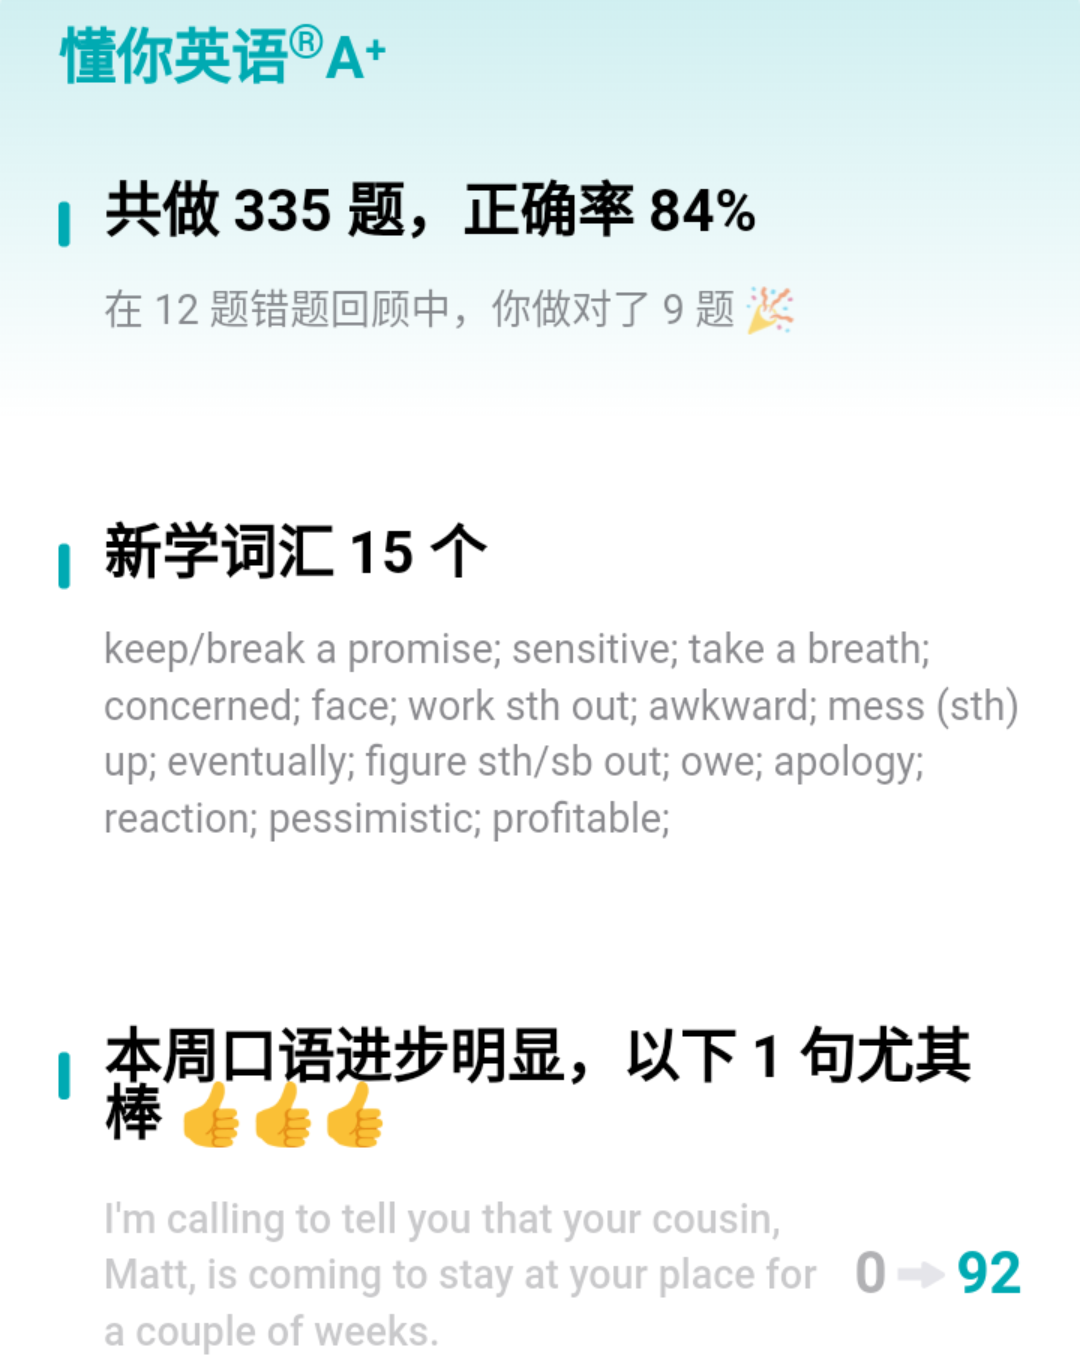 懂你英语®A+
共做 335 题，正确率 84%
在 12 题错题回顾中，你做对了 9 题 🎉
新学词汇 15 个
keep/break a promise; sensitive; take a breath;
concerned; face; work sth out; awkward; mess (sth)
up; eventually; figure sth/sb out; owe; apology;
reaction; pessimistic; profitable;
本周口语进步明显，以下 1 句尤其
棒 👍👍👍
I'm calling to tell you that your cousin,
Matt, is coming to stay at your place for
a couple of weeks.
0 ➡ 92